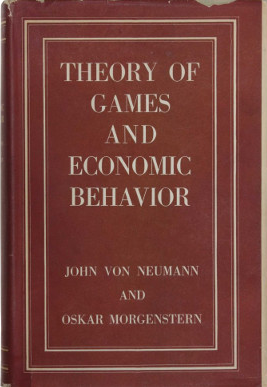 THEORY OF
GAMES
AND
ECONOMIC
BEHAVIOR
JOHN VON NEUMANN
AND
OSKAR MORGENSTERN